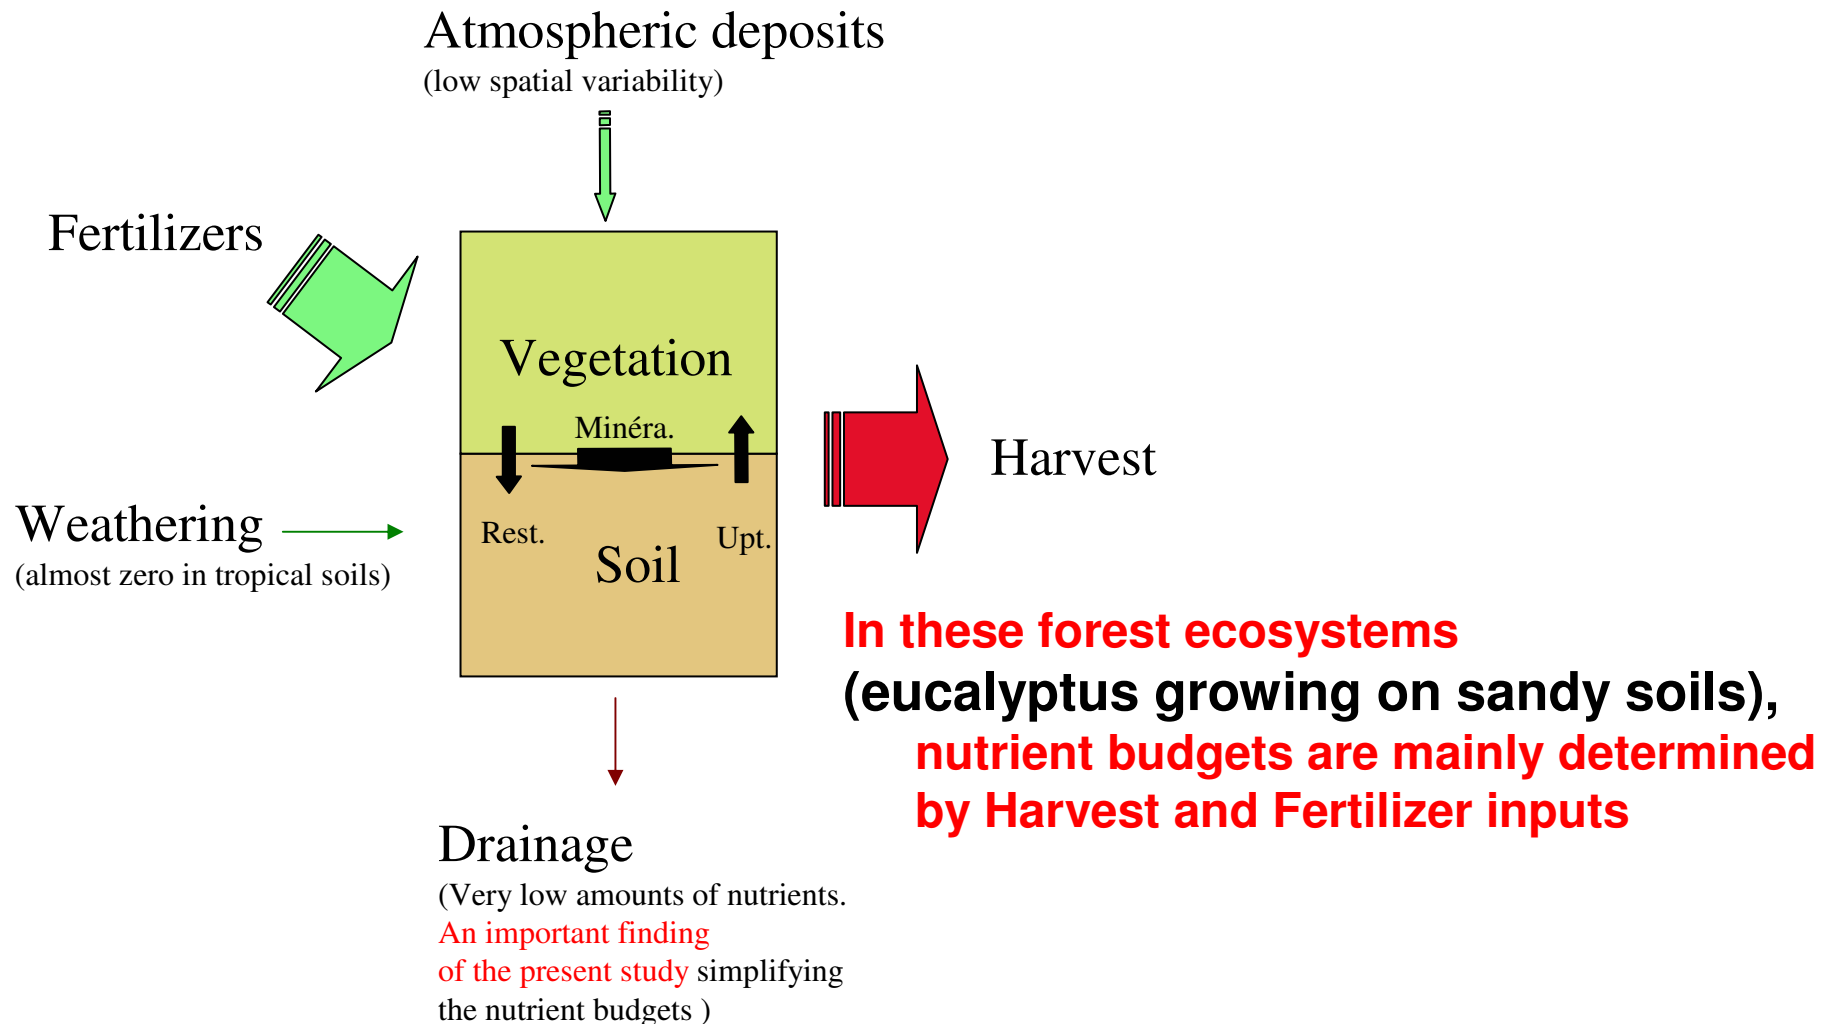 Atmospheric deposits
(low spatial variability)
Fertilizers
Vegetation
Minéra.
Harvest
Weathering
(almost zero in tropical soils)
Rest.
Upt.
Soil
In these forest ecosystems
(eucalyptus growing on sandy soils),
nutrient budgets are mainly determined
by Harvest and Fertilizer inputs
Drainage
(Very low amounts of nutrients.
An important finding
of the present study simplifying
the nutrient budgets )